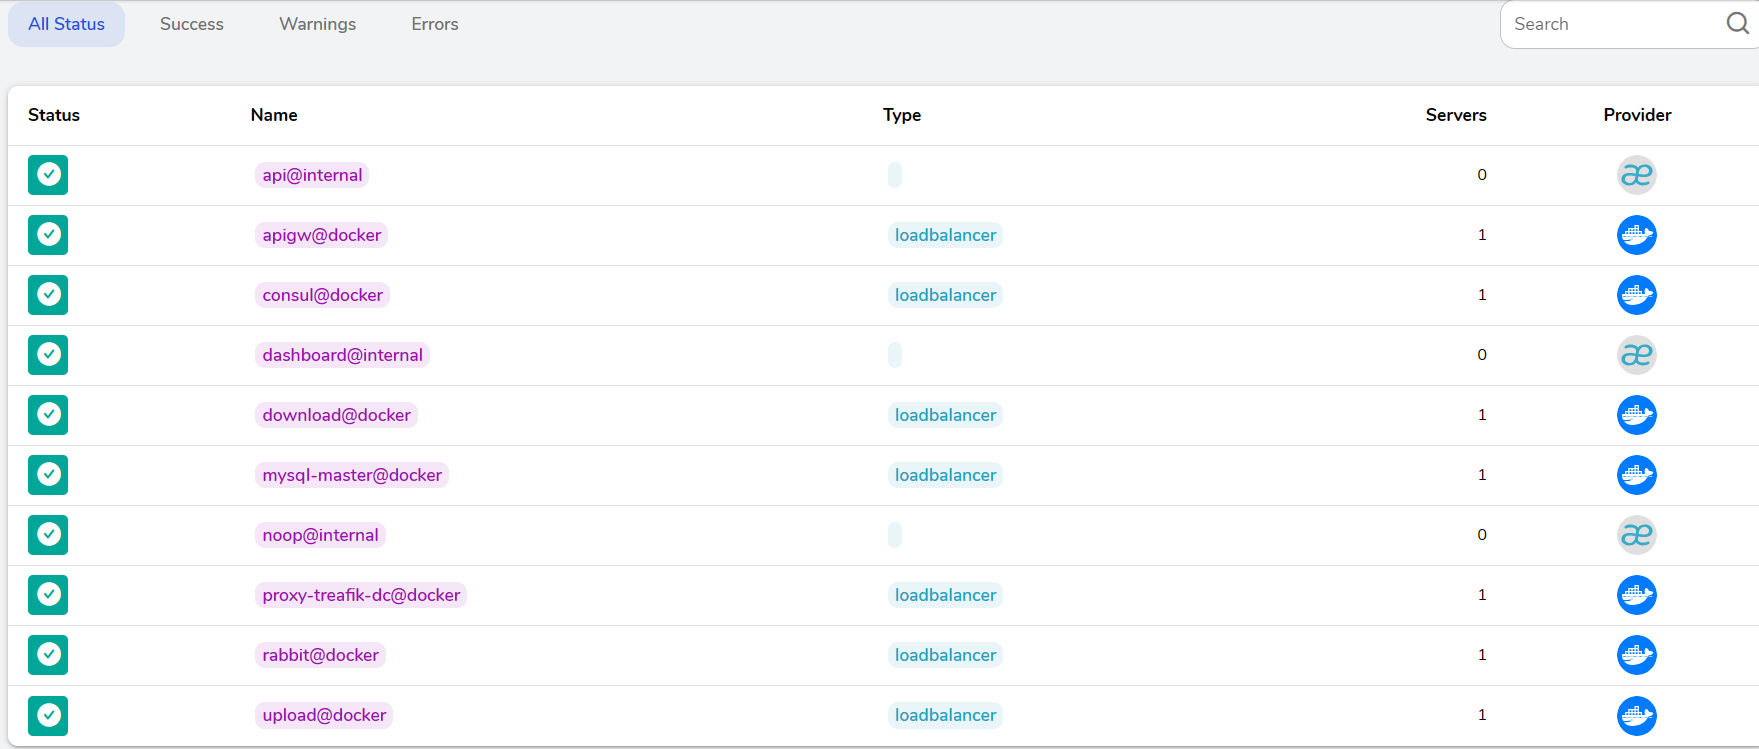 All Status Success Warnings Errors Search
Status Name Type Servers Provider
api@internal 0
apigw@docker loadbalancer 1
consul@docker loadbalancer 1
dashboard@internal 0
download@docker loadbalancer 1
mysql-master@docker loadbalancer 1
noop@internal 0
proxy-treafik-dc@docker loadbalancer 1
rabbit@docker loadbalancer 1
upload@docker loadbalancer 1